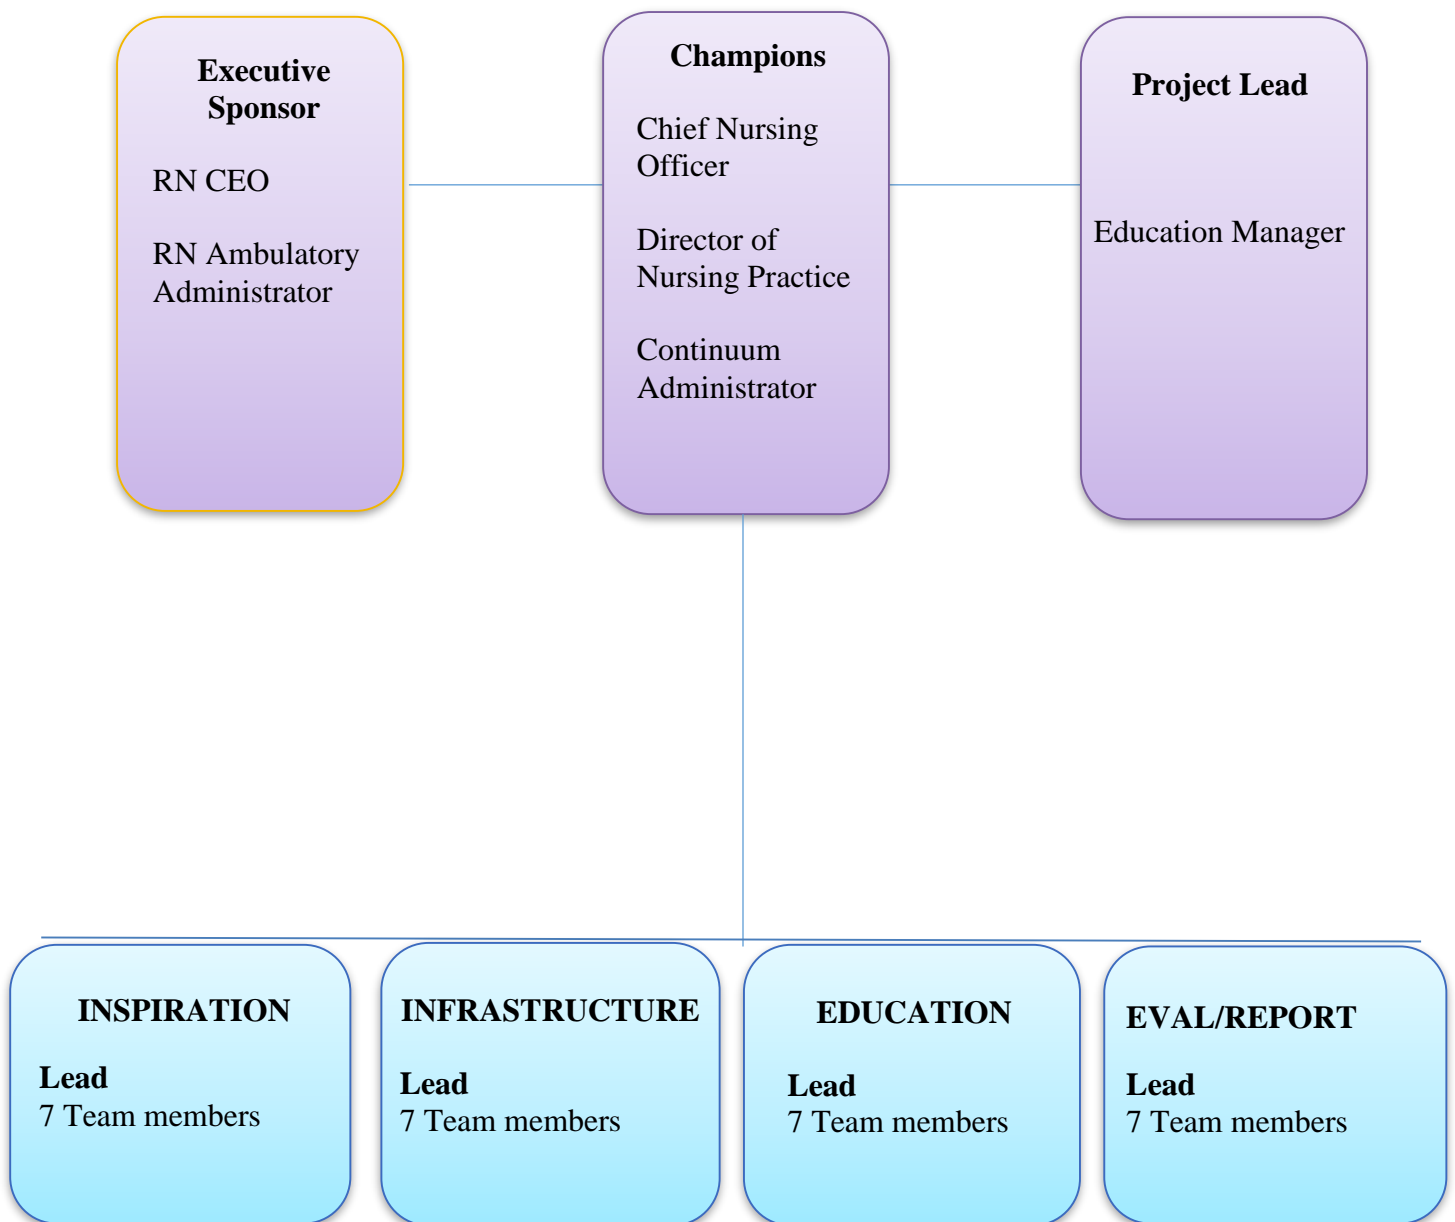 Executive
Sponsor
RN CEO
RN Ambulatory
Administrator
Champions
Chief Nursing
Officer
Director of
Nursing Practice
Continuum
Administrator
Project Lead
Education Manager
INSPIRATION
Lead
7 Team members
INFRASTRUCTURE
Lead
7 Team members
EDUCATION
Lead
7 Team members
EVAL/REPORT
Lead
7 Team members